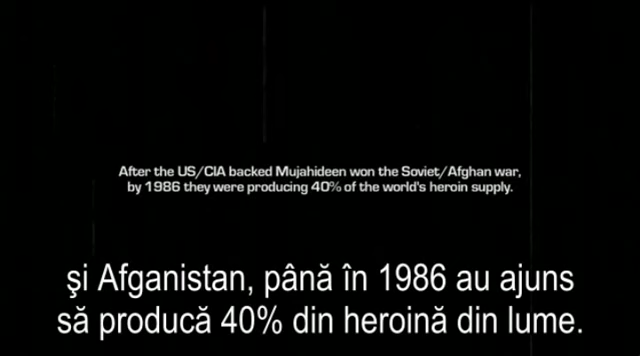 After the US/CIA backed Mujahideen won the Soviet/Afghan war,
by 1986 they were producing 40% of the world's heroin supply.
şi Afganistan, până în 1986 au ajuns
să producă 40% din heroină din lume.